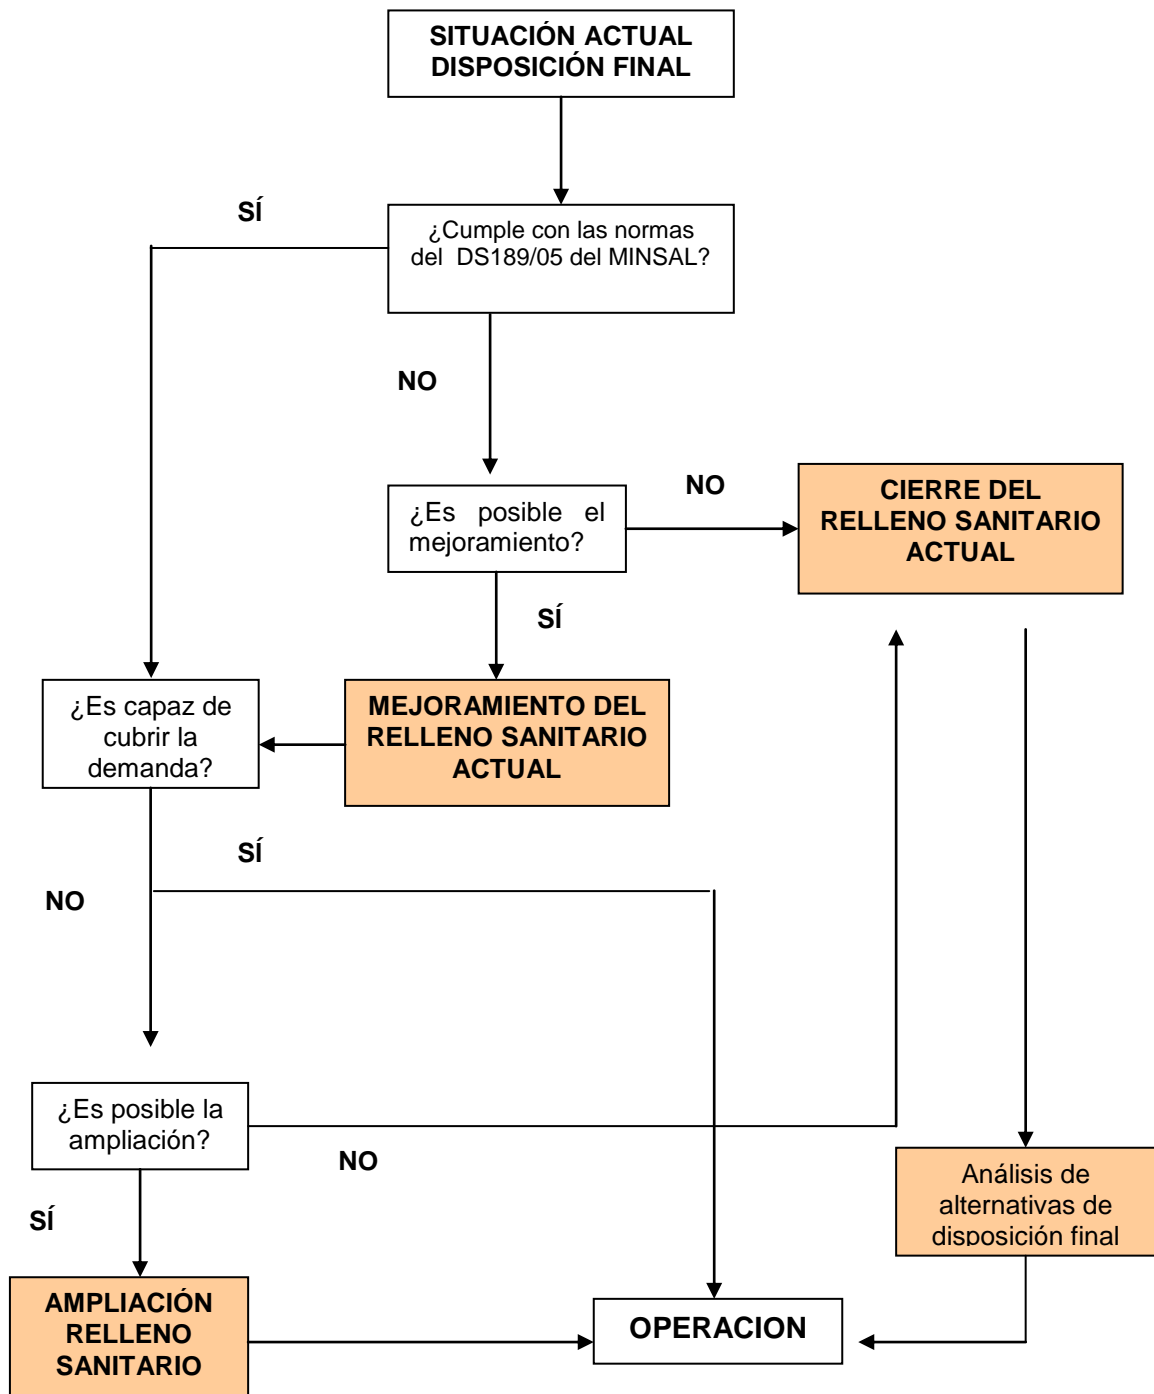 SITUACIÓN ACTUAL
DISPOSICIÓN FINAL
SÍ
¿Cumple con las normas
del DS189/05 del MINSAL?
NO
¿Es posible el
mejoramiento?
NO
CIERRE DEL
RELLENO SANITARIO
ACTUAL
SÍ
¿Es capaz de
cubrir la
demanda?
MEJORAMIENTO DEL
RELLENO SANITARIO
ACTUAL
SÍ
NO
¿Es posible la
ampliación?
NO
Análisis de
alternativas de
disposición final
SÍ
AMPLIACIÓN
RELLENO
SANITARIO
OPERACION